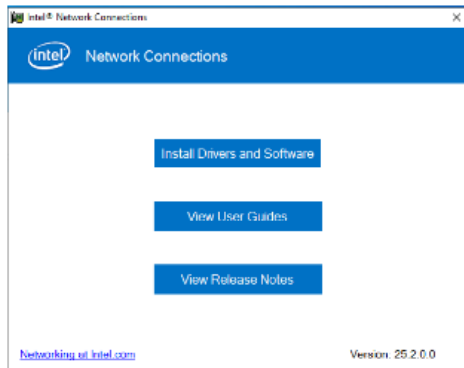 Intel® Network Connections
intel Network Connections
Install Drivers and Software
View User Guides
View Release Notes
Networking at Intel.com Version: 25.2.0.0